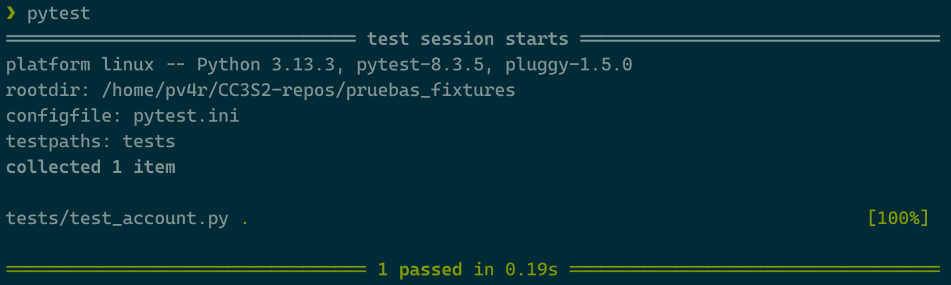 ❯ pytest
================================= test session starts ==================================
platform linux -- Python 3.13.3, pytest-8.3.5, pluggy-1.5.0
rootdir: /home/pv4r/CC3S2-repos/pruebas_fixtures
configfile: pytest.ini
testpaths: tests
collected 1 item
tests/test_account.py . [100%]
================================== 1 passed in 0.19s ===================================